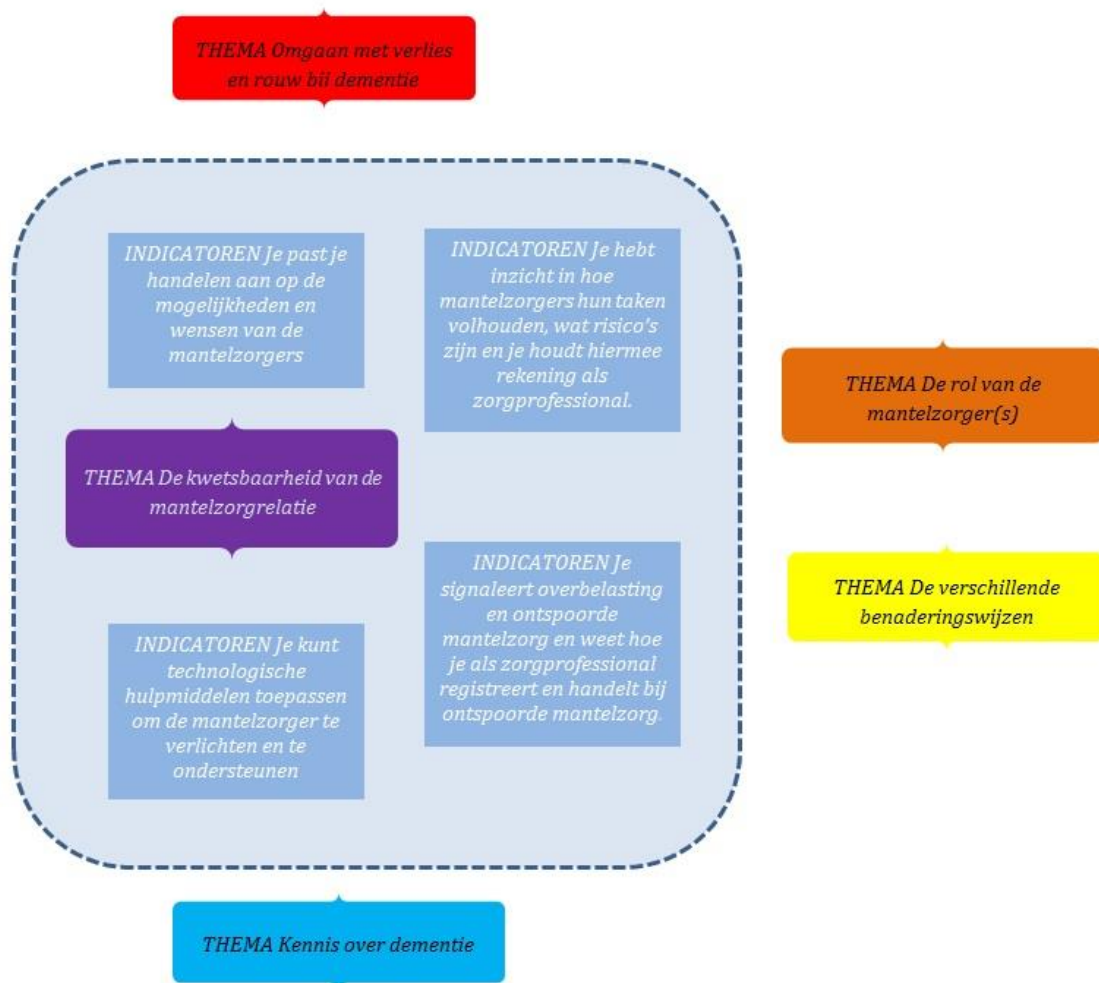 THEMA Omgaan met verlies
en rouw bij dementie
INDICATOREN Je past je
handelen aan op de
mogelijkheden en
wensen van de
mantelzorgers
INDICATOREN Je hebt
inzicht in hoe
mantelzorgers hun taken
volhouden, wat risico's
zijn en je houdt hiermee
rekening als
zorgprofessional.
THEMA De rol van de
mantelzorger(s)
THEMA De kwetsbaarheid van de
mantelzorgrelatie
INDICATOREN Je
signaleert overbelasting
en ontspoorde
mantelzorg en weet hoe
je als zorgprofessional
registreert en handelt bij
ontspoorde mantelzorg.
THEMA De verschillende
benaderingswijzen
INDICATOREN Je kunt
technologische
hulpmiddelen toepassen
om de mantelzorger te
verlichten en te
ondersteunen
THEMA Kennis over dementie